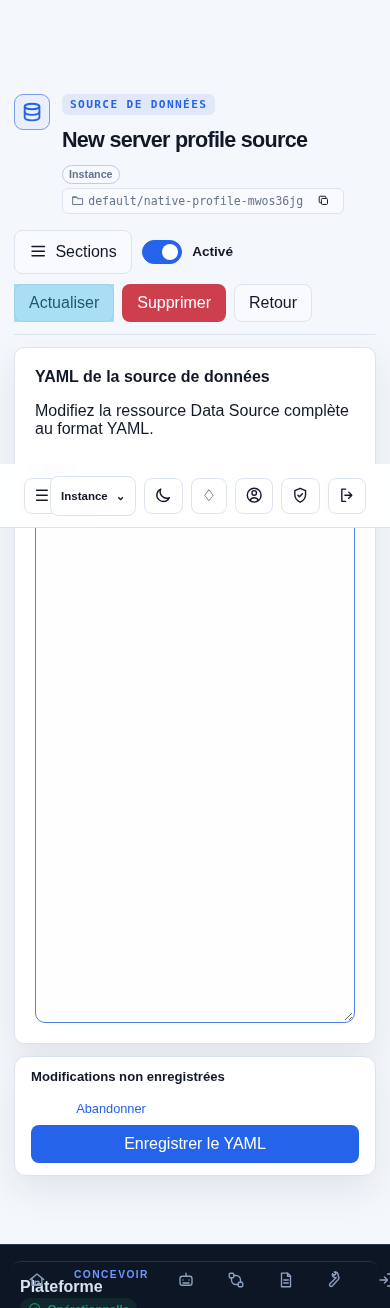 SOURCE DE DONNÉES
New server profile source
Instance
default/native-profile-mwos36jg
Sections
Activé
Actualiser
Supprimer
Retour
YAML de la source de données
Modifiez la ressource Data Source complète
au format YAML.
Instance
Modifications non enregistrées
Abandonner
Enregistrer le YAML
CONCEVOIR
Plateforme
Opérationnelle